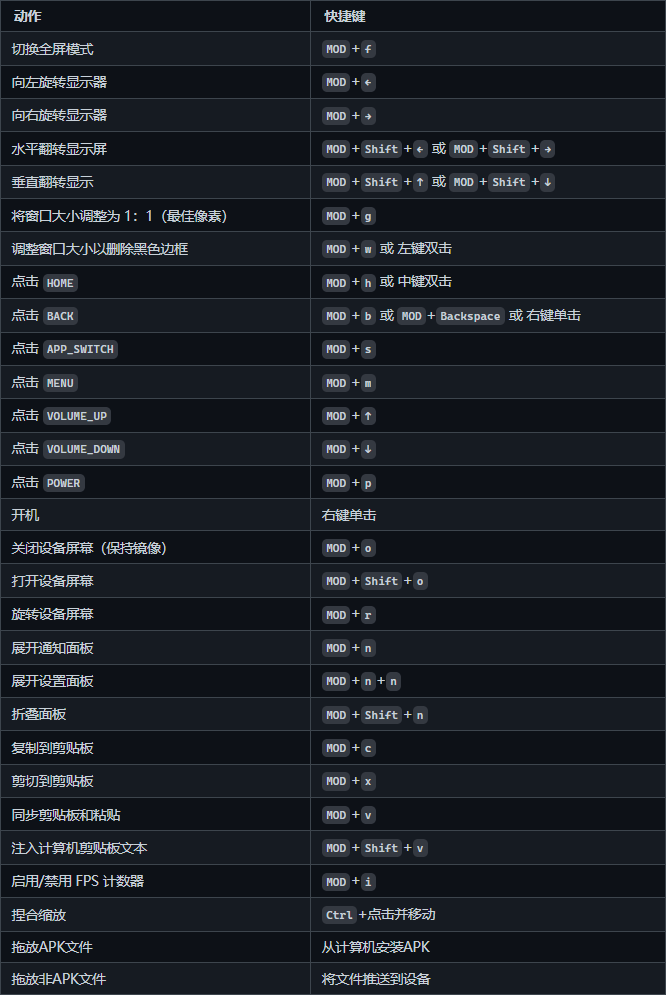 动作 快捷键
切换全屏模式 MOD+f
向左旋转显示器 MOD+←
向右旋转显示器 MOD+→
水平翻转显示屏 MOD+Shift+← 或 MOD+Shift+→
垂直翻转显示 MOD+Shift+↑ 或 MOD+Shift+↓
将窗口大小调整为 1：1（最佳像素） MOD+g
调整窗口大小以删除黑色边框 MOD+w 或 左键双击
点击 HOME MOD+h 或 中键双击
点击 BACK MOD+b 或 MOD+Backspace 或 右键单击
点击 APP_SWITCH MOD+s
点击 MENU MOD+m
点击 VOLUME_UP MOD+↑
点击 VOLUME_DOWN MOD+↓
点击 POWER MOD+p
开机 右键单击
关闭设备屏幕（保持镜像） MOD+o
打开设备屏幕 MOD+Shift+o
旋转设备屏幕 MOD+r
展开通知面板 MOD+n
展开设置面板 MOD+n+n
折叠面板 MOD+Shift+n
复制到剪贴板 MOD+c
剪切到剪贴板 MOD+x
同步剪贴板和粘贴 MOD+v
注入计算机剪贴板文本 MOD+Shift+v
启用/禁用 FPS 计数器 MOD+i
捏合缩放 Ctrl+点击并移动
拖放APK文件 从计算机安装APK
拖放非APK文件 将文件推送到设备